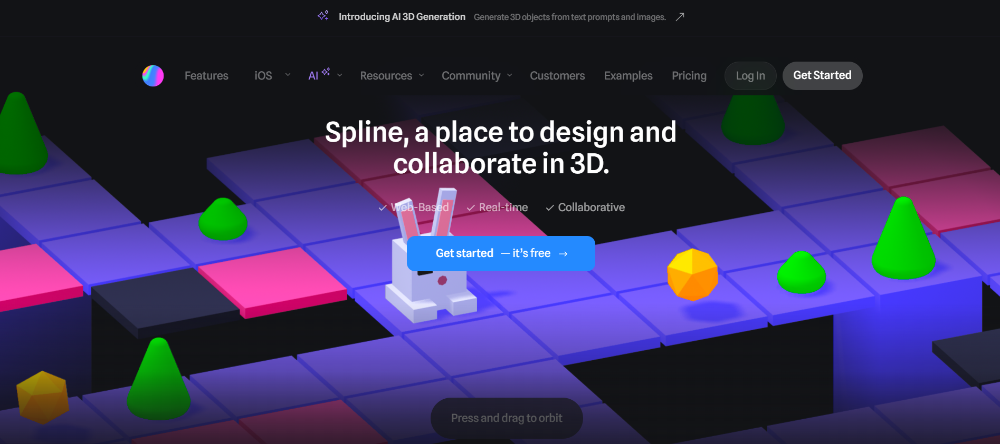 Introducing AI 3D Generation Generate 3D objects from text prompts and images.
Features iOS AI Resources Community Customers Examples Pricing Log In Get Started
Spline, a place to design and
collaborate in 3D.
Web-Based Real-time Collaborative
Get started — it's free →
Press and drag to orbit